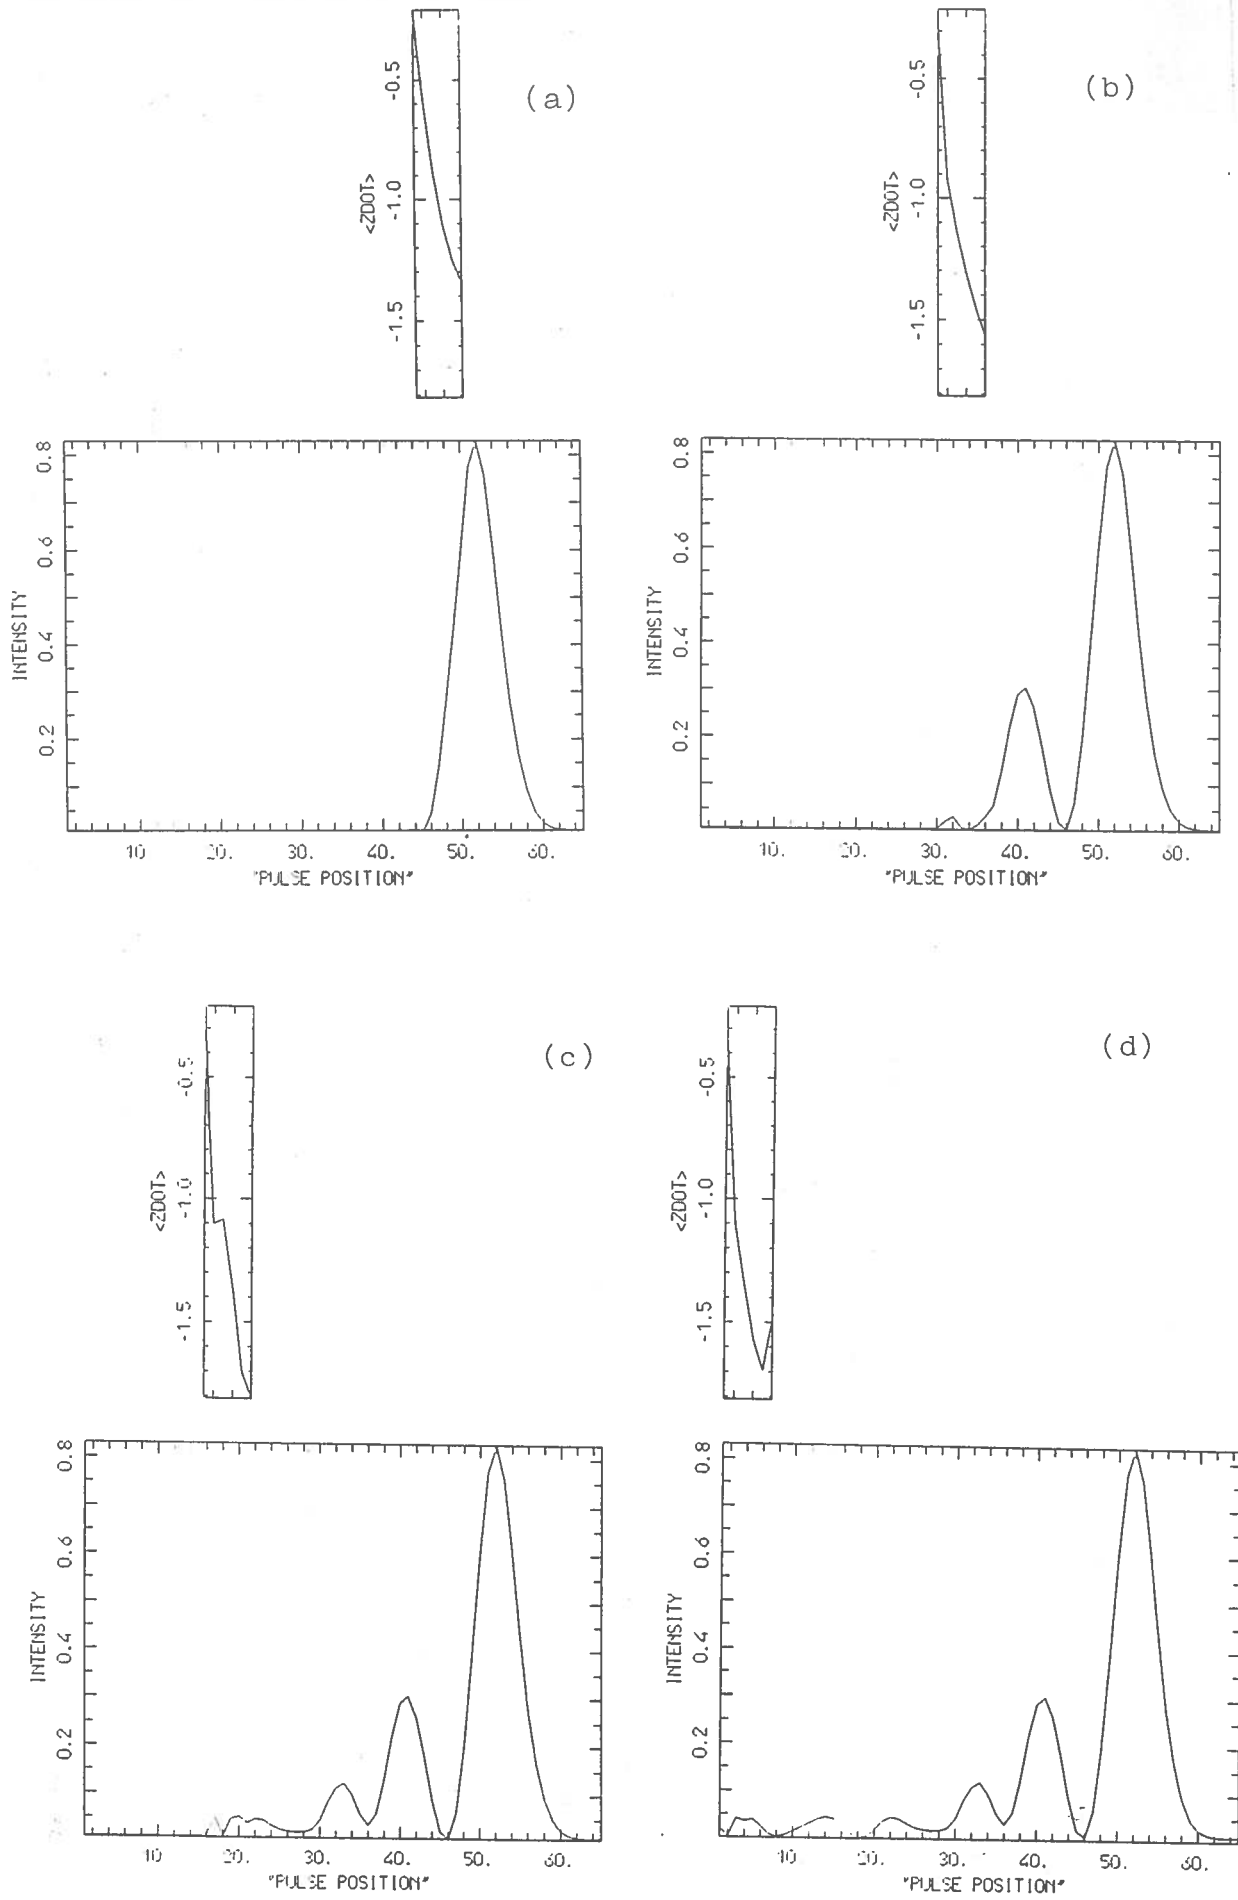 (a)
<ZDOT>
-0.5
-1.0
-1.5
(b)
<ZDOT>
-0.5
-1.0
-1.5
INTENSITY
0.8
0.6
0.4
0.2
10 20. 30. 40. 50. 60.
"PULSE POSITION"
INTENSITY
0.8
0.6
0.4
0.2
10. 20. 30. 40. 50. 60.
"PULSE POSITION"
(c)
<ZDOT>
-0.5
-1.0
-1.5
(d)
<ZDOT>
-0.5
-1.0
-1.5
INTENSITY
0.8
0.6
0.4
0.2
10 20. 30. 40. 50. 60.
"PULSE POSITION"
INTENSITY
0.8
0.6
0.4
0.2
10 20. 30. 40. 50. 60.
"PULSE POSITION"